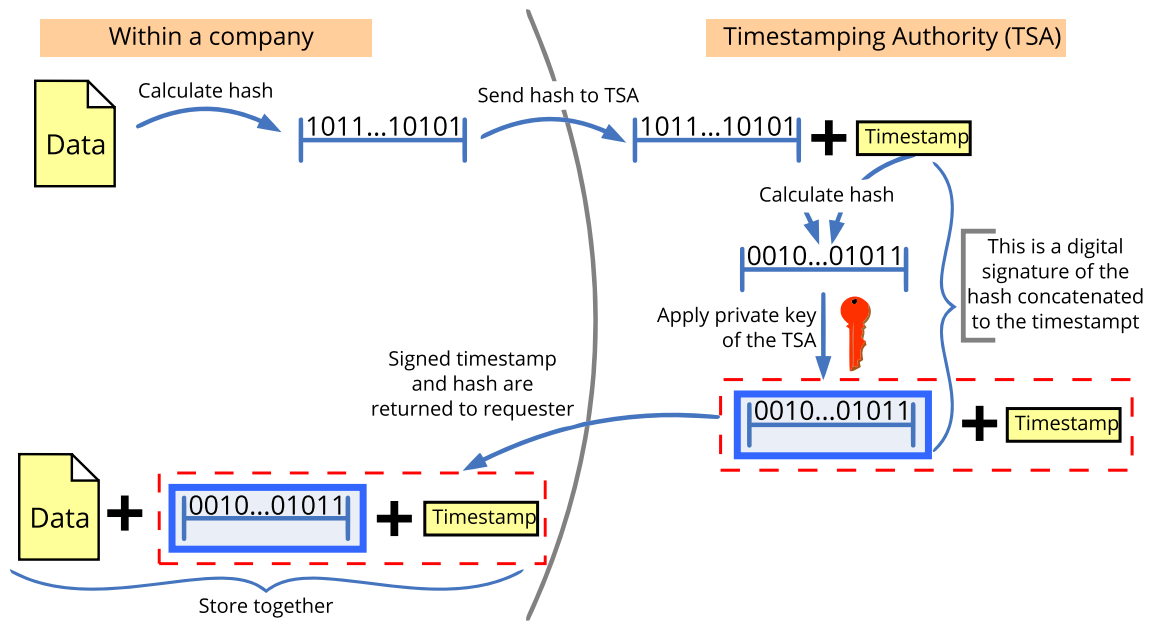 Within a company
Timestamping Authority (TSA)
Calculate hash
Send hash to TSA
Data
1011...10101
1011...10101
Timestamp
Calculate hash
0010...01011
This is a digital
signature of the
hash concatenated
to the timestampt
Apply private key
of the TSA
Signed timestamp
and hash are
returned to requester
0010...01011
Timestamp
Data
0010...01011
Timestamp
Store together